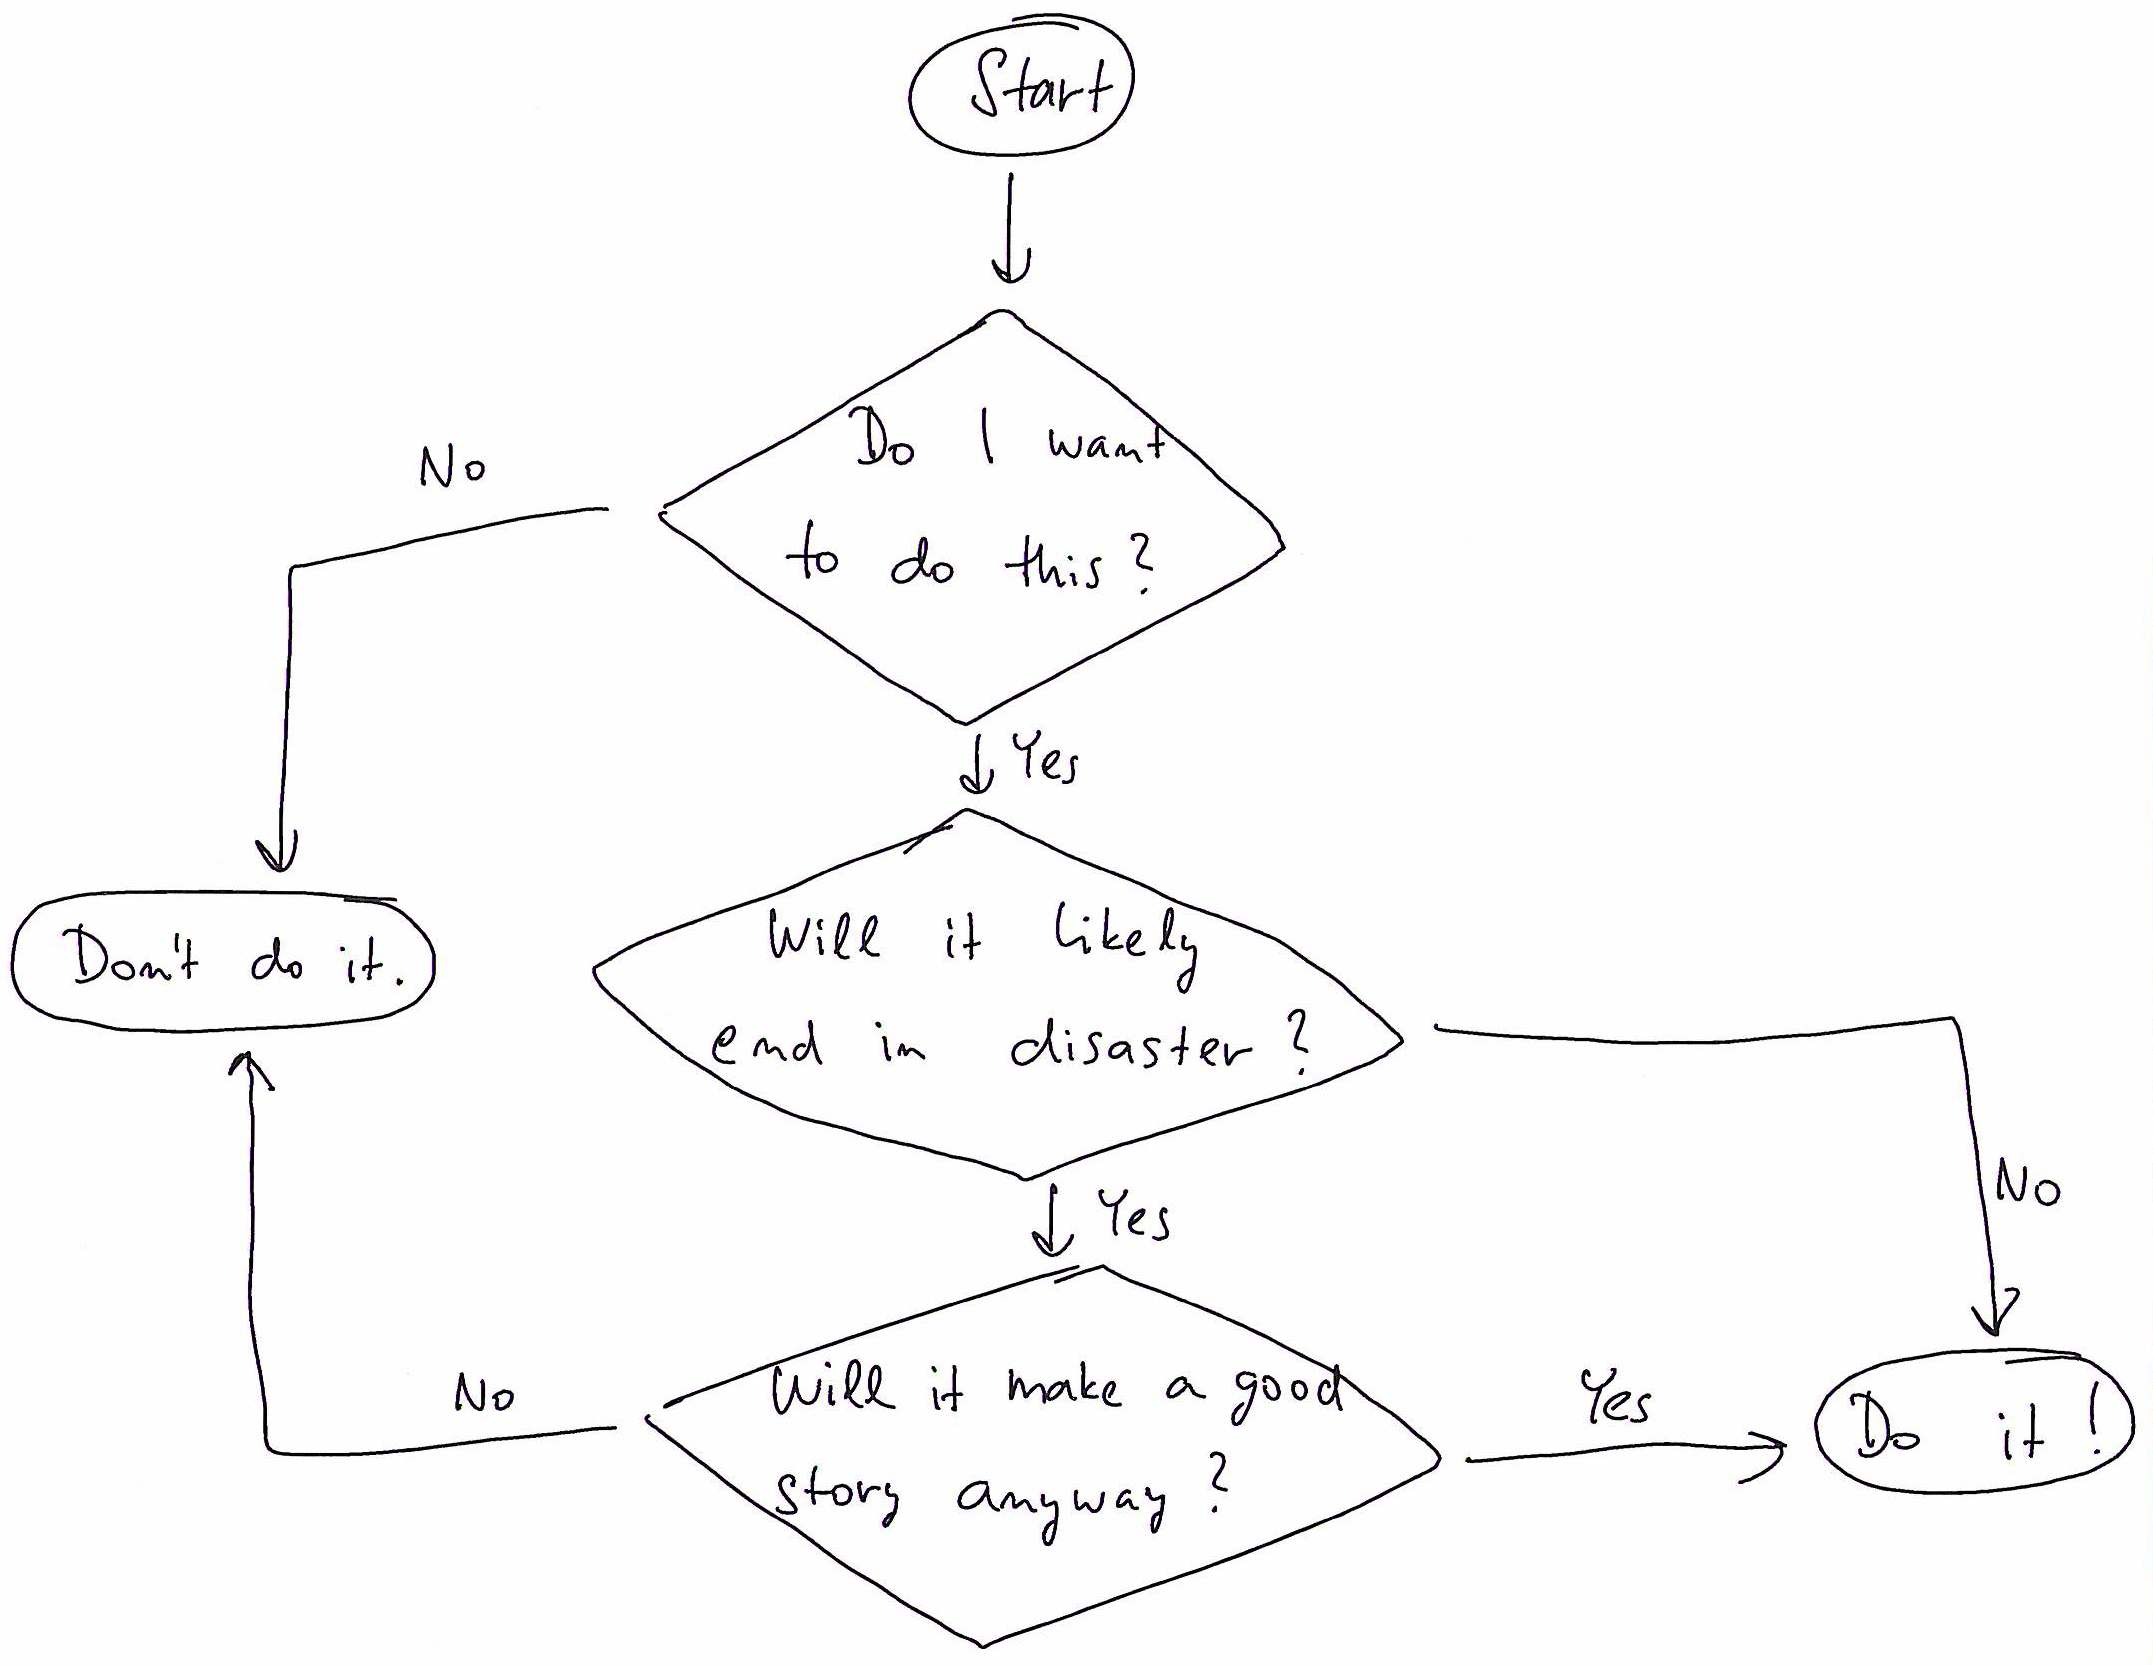 Start
Do I want
to do this?
No
Yes
Don't do it.
Will it likely
end in disaster?
No
Yes
Will it make a good
story anyway?
No
Yes
Do it!